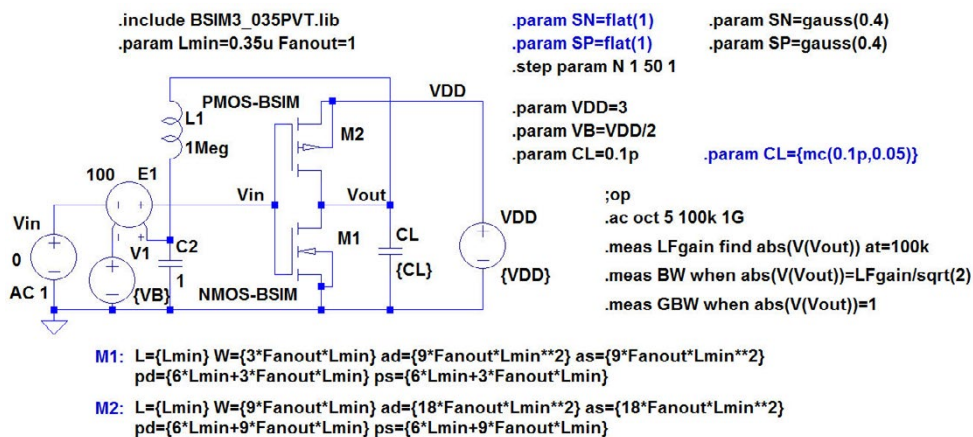 .include BSIM3_035PVT.lib
.param Lmin=0.35u Fanout=1
.param SN=flat(1)
.param SN=gauss(0.4)
.param SP=flat(1)
.param SP=gauss(0.4)
.step param N 1 50 1
.param VDD=3
.param VB=VDD/2
.param CL=0.1p
.param CL={mc(0.1p,0.05)}
;op
.ac oct 5 100k 1G
.meas LFgain find abs(V(Vout)) at=100k
.meas BW when abs(V(Vout))=LFgain/sqrt(2)
.meas GBW when abs(V(Vout))=1
PMOS-BSIM
VDD
L1
M2
1Meg
100
E1
Vin
Vin
Vout
VDD
M1
V1
C2
CL
0
1
{CL}
{VDD}
AC 1
{VB}
NMOS-BSIM
M1: L={Lmin} W={3*Fanout*Lmin} ad={9*Fanout*Lmin**2} as={9*Fanout*Lmin**2}
pd={6*Lmin+3*Fanout*Lmin} ps={6*Lmin+3*Fanout*Lmin}
M2: L={Lmin} W={9*Fanout*Lmin} ad={18*Fanout*Lmin**2} as={18*Fanout*Lmin**2}
pd={6*Lmin+9*Fanout*Lmin} ps={6*Lmin+9*Fanout*Lmin}